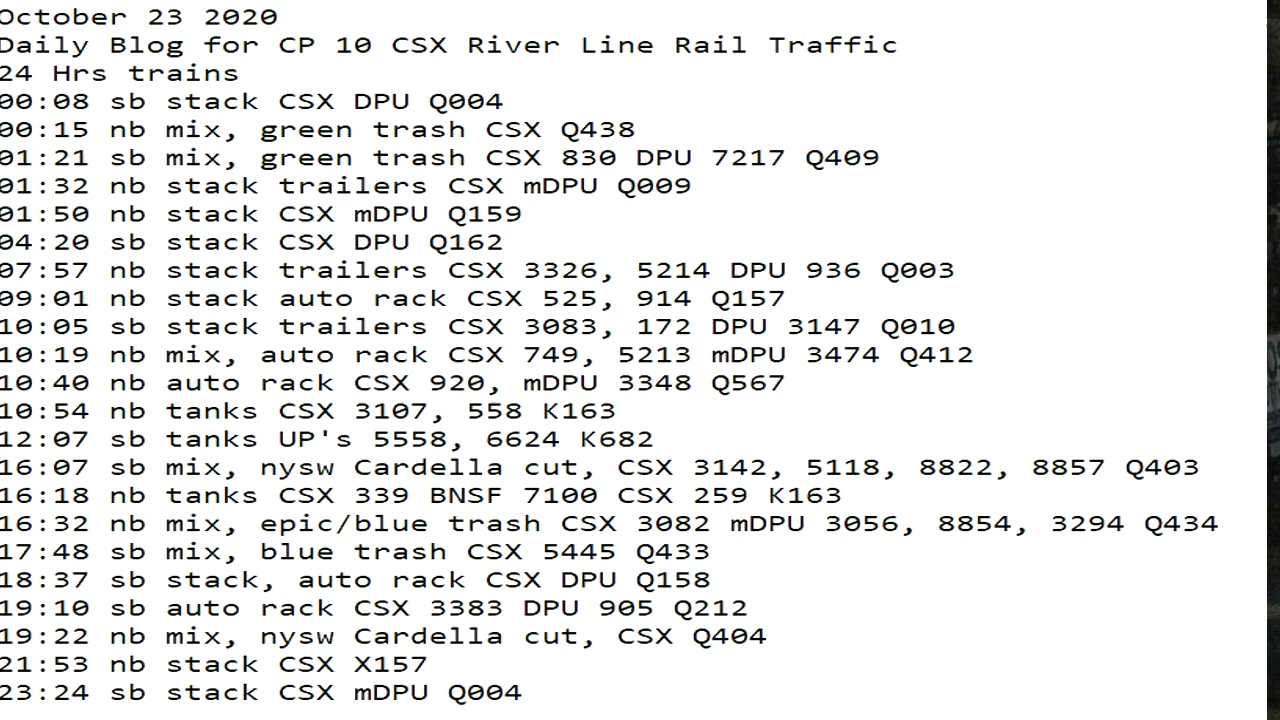 October 23 2020
Daily Blog for CP 10 CSX River Line Rail Traffic
24 Hrs trains
00:08 sb stack CSX DPU Q004
00:15 nb mix, green trash CSX Q438
01:21 sb mix, green trash CSX 830 DPU 7217 Q409
01:32 nb stack trailers CSX mDPU Q009
01:50 nb stack CSX mDPU Q159
04:20 sb stack CSX DPU Q162
07:57 nb stack trailers CSX 3326, 5214 DPU 936 Q003
09:01 nb stack auto rack CSX 525, 914 Q157
10:05 sb stack trailers CSX 3083, 172 DPU 3147 Q010
10:19 nb mix, auto rack CSX 749, 5213 mDPU 3474 Q412
10:40 nb auto rack CSX 920, mDPU 3348 Q567
10:54 nb tanks CSX 3107, 558 K163
12:07 sb tanks UP's 5558, 6624 K682
16:07 sb mix, nysw Cardella cut, CSX 3142, 5118, 8822, 8857 Q403
16:18 nb tanks CSX 339 BNSF 7100 CSX 259 K163
16:32 nb mix, epic/blue trash CSX 3082 mDPU 3056, 8854, 3294 Q434
17:48 sb mix, blue trash CSX 5445 Q433
18:37 sb stack, auto rack CSX DPU Q158
19:10 sb auto rack CSX 3383 DPU 905 Q212
19:22 nb mix, nysw Cardella cut, CSX Q404
21:53 nb stack CSX X157
23:24 sb stack CSX mDPU Q004